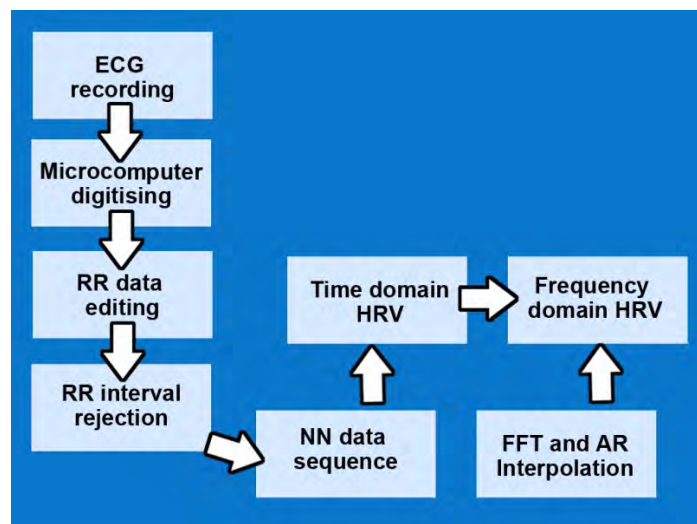 ECG
recording
Microcomputer
digitising
RR data
editing
RR interval
rejection
NN data
sequence
Time domain
HRV
Frequency
domain HRV
FFT and AR
Interpolation